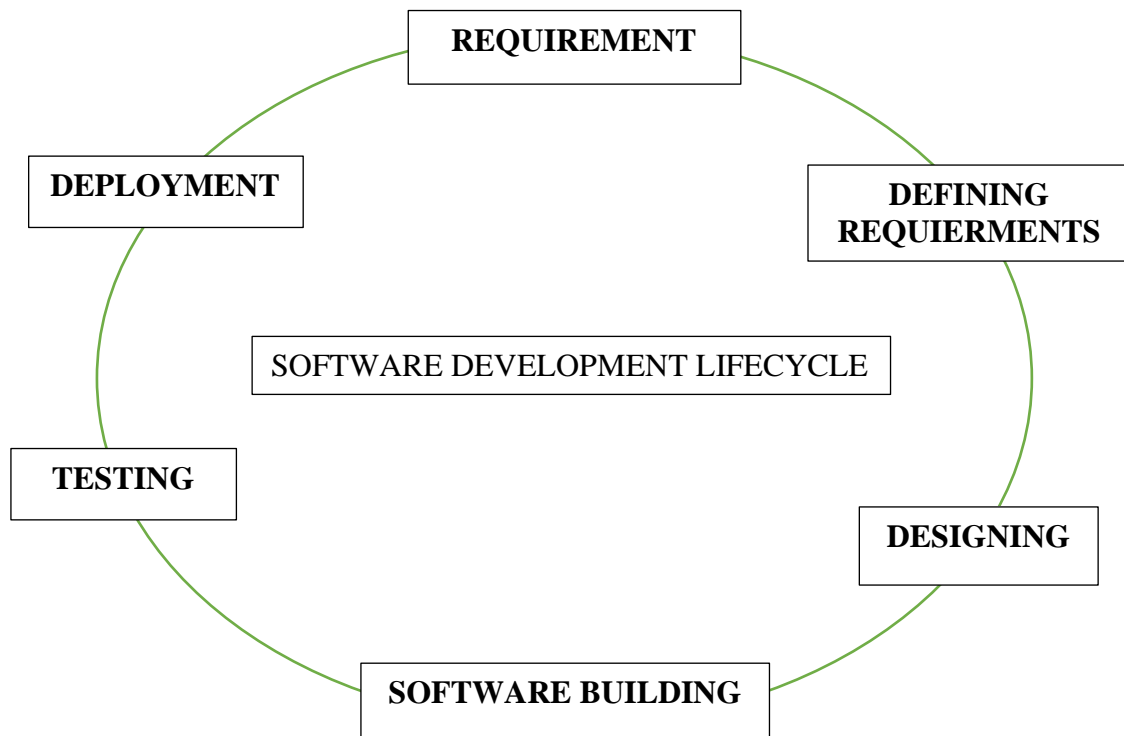 REQUIREMENT
DEPLOYMENT
DEFINING
REQUIERMENTS
SOFTWARE DEVELOPMENT LIFECYCLE
TESTING
DESIGNING
SOFTWARE BUILDING